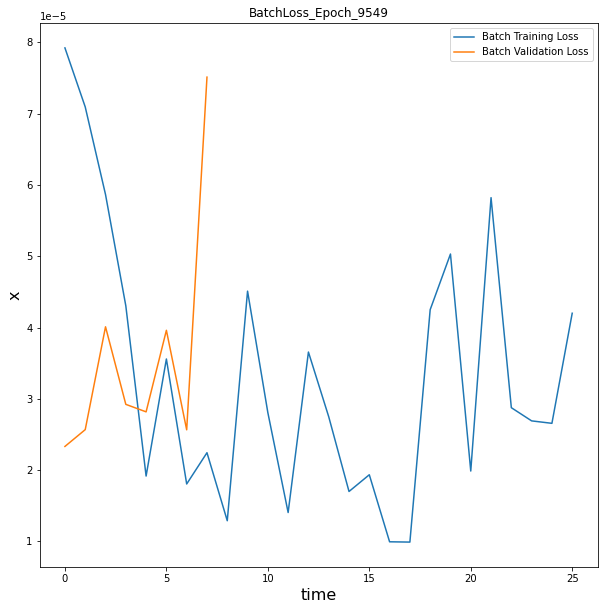 BatchLoss_Epoch_9549
1e−5
Batch Training Loss
Batch Validation Loss
8
7
6
5
4
3
2
1
x
0 5 10 15 20 25
time